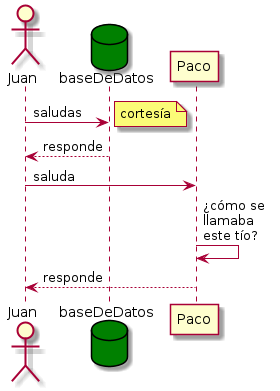 Juan
baseDeDatos
Paco
saludas
cortesía
responde
saluda
¿cómo se
llamaba
este tío?
responde
Juan
baseDeDatos
Paco